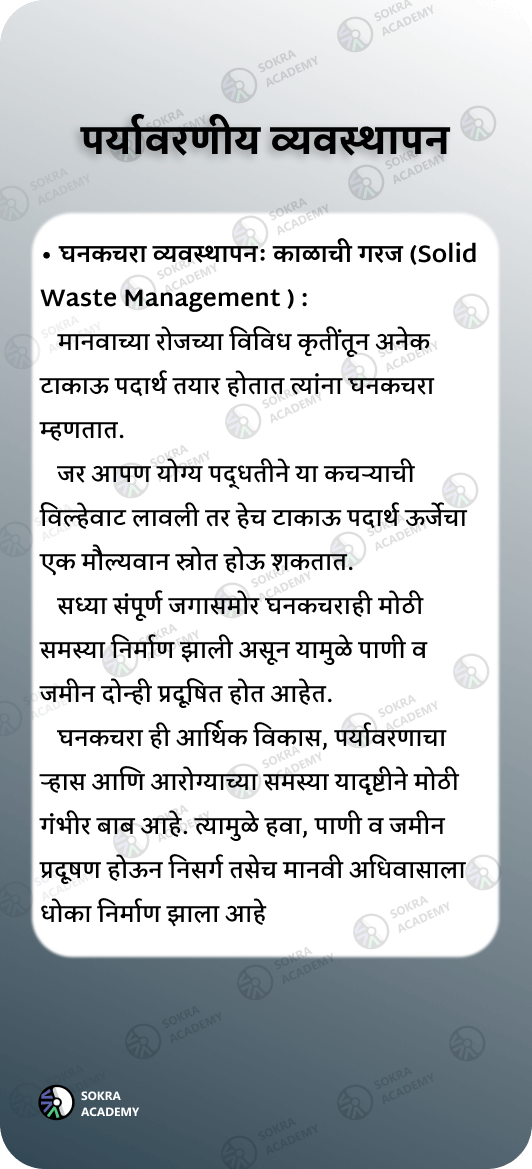 पर्यावरणीय व्यवस्थापन
• घनकचरा व्यवस्थापनः काळाची गरज (Solid
Waste Management ) :
मानवाच्या रोजच्या विविध कृतींतून अनेक
टाकाऊ पदार्थ तयार होतात त्यांना घनकचरा
म्हणतात.
जर आपण योग्य पद्धतीने या कचऱ्याची
विल्हेवाट लावली तर हेच टाकाऊ पदार्थ ऊर्जेचा
एक मौल्यवान स्रोत होऊ शकतात.
सध्या संपूर्ण जगासमोर घनकचराही मोठी
समस्या निर्माण झाली असून यामुळे पाणी व
जमीन दोन्ही प्रदूषित होत आहेत.
घनकचरा ही आर्थिक विकास, पर्यावरणाचा
ऱ्हास आणि आरोग्याच्या समस्या यादृष्टीने मोठी
गंभीर बाब आहे. त्यामुळे हवा, पाणी व जमीन
प्रदूषण होऊन निसर्ग तसेच मानवी अधिवासाला
धोका निर्माण झाला आहे
SOKRA
ACADEMY